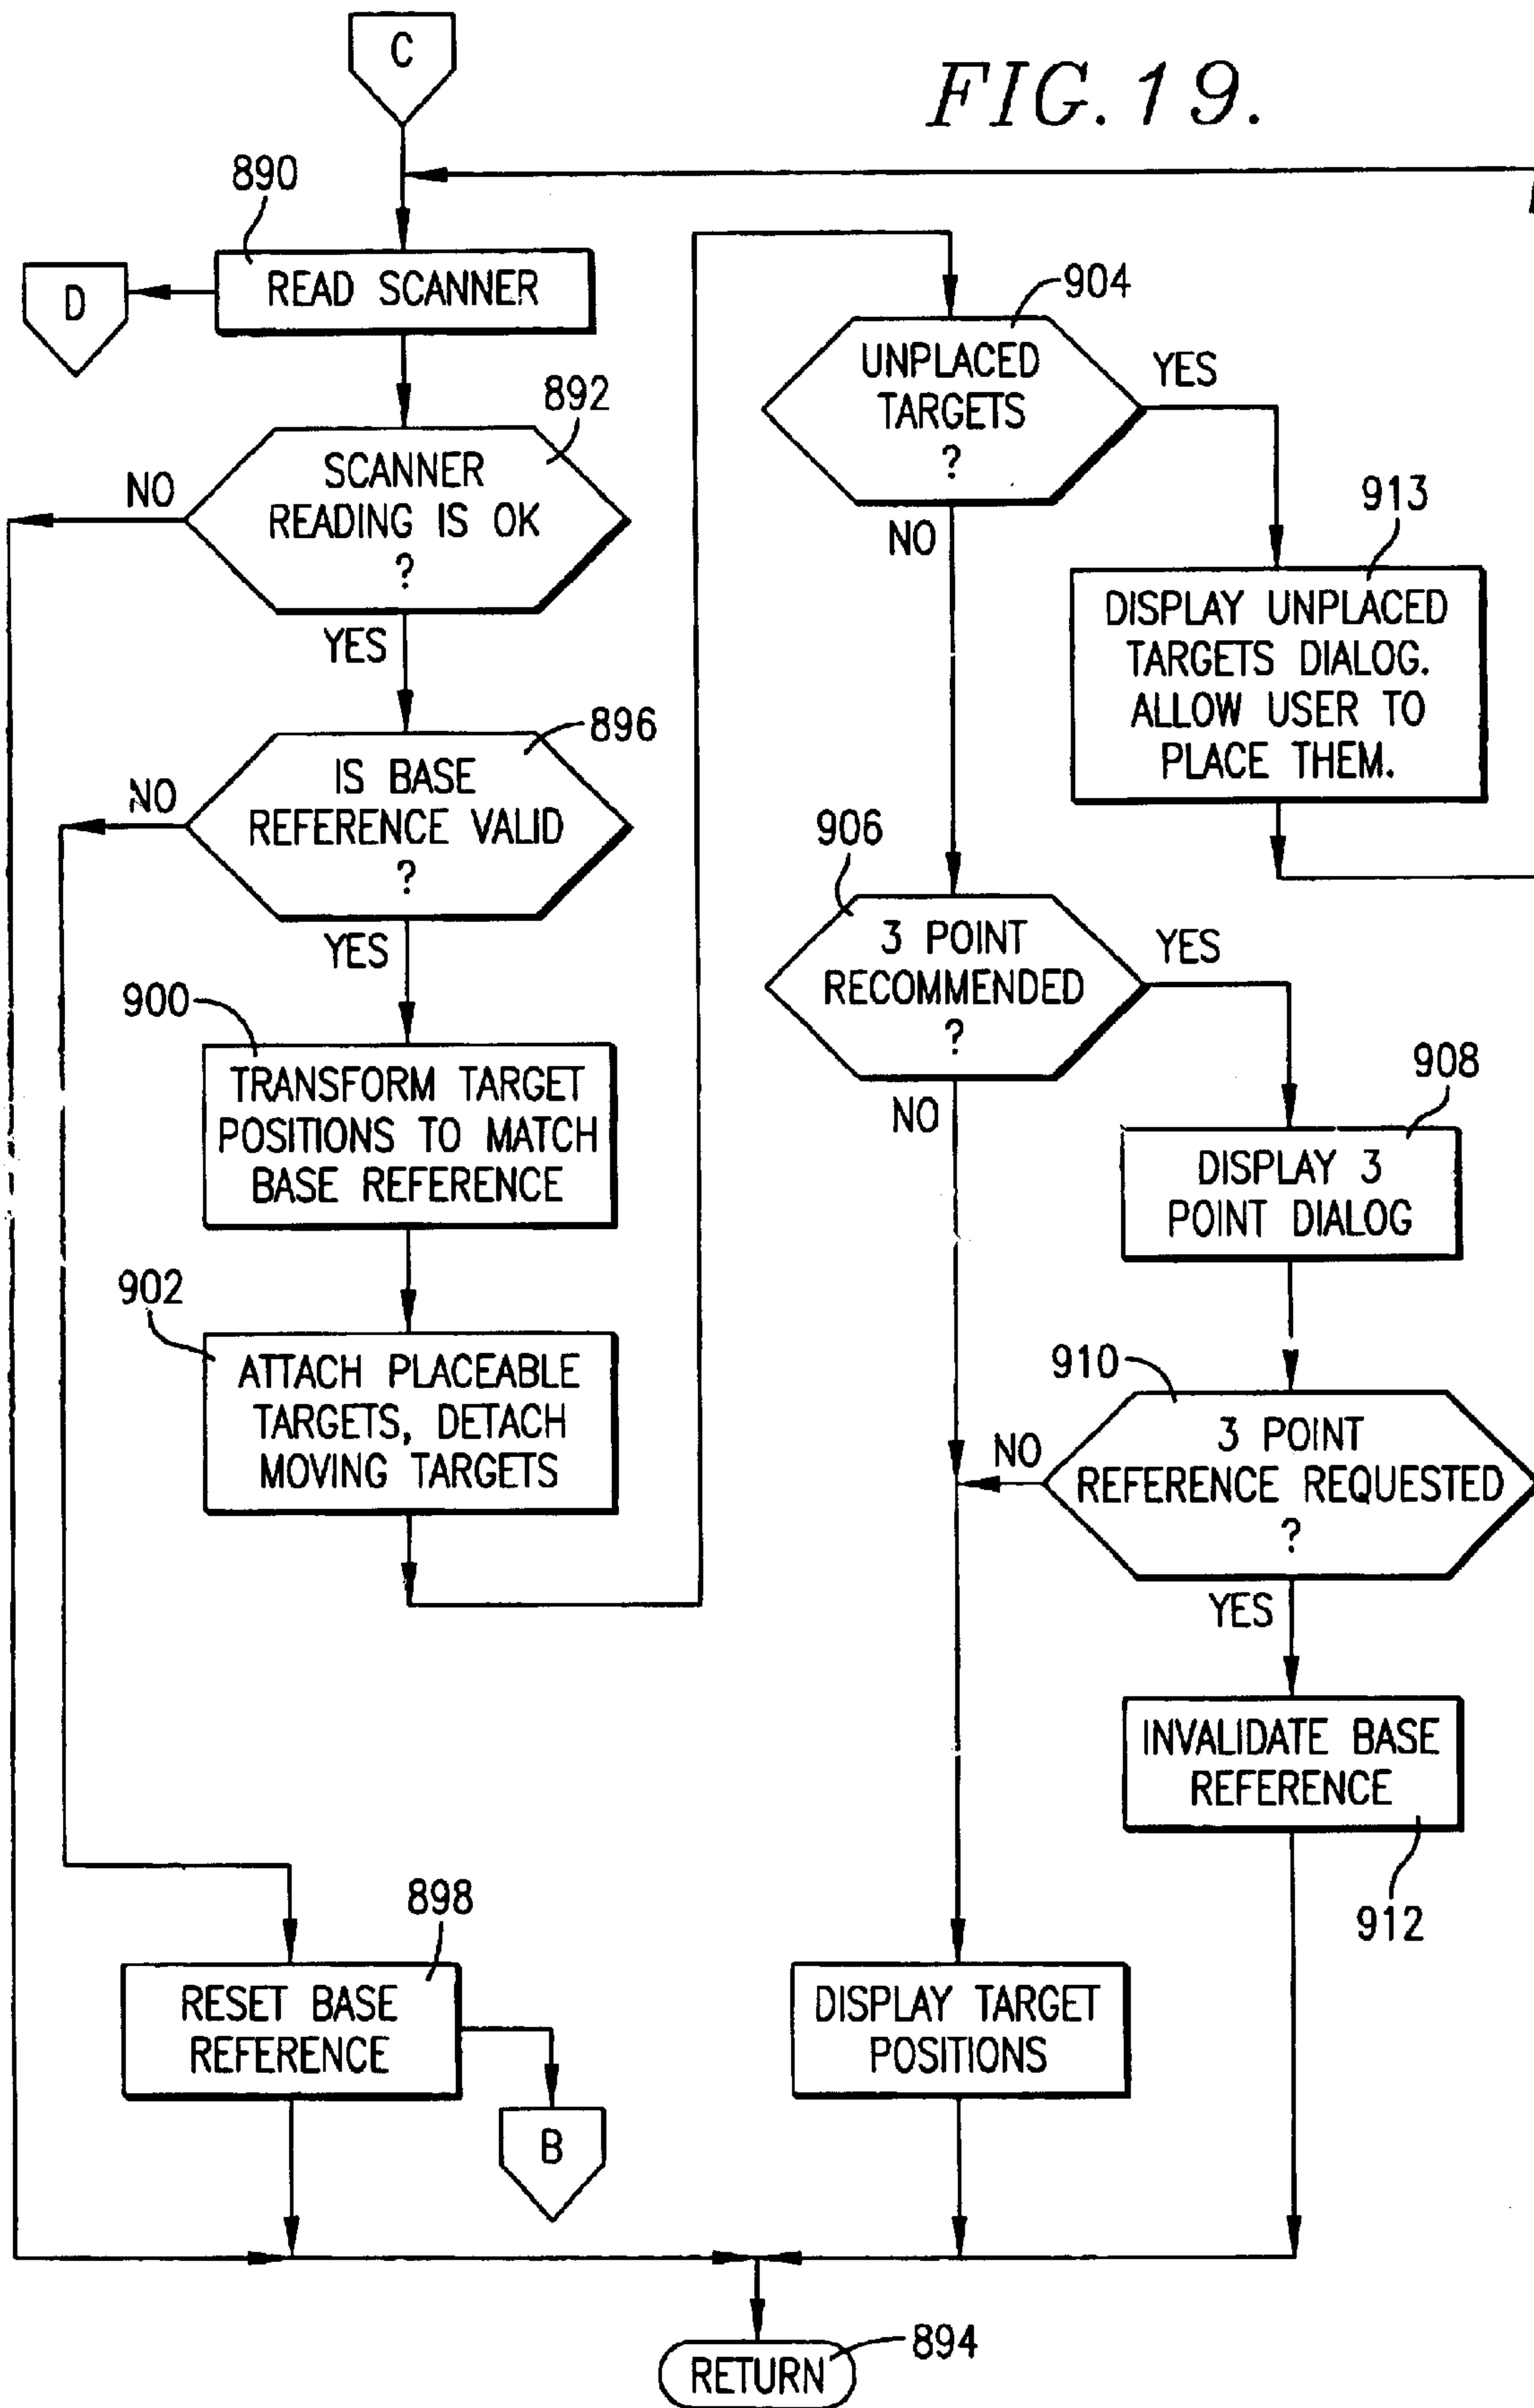 C
FIG. 19.
890
READ SCANNER
D
892
SCANNER
READING IS OK
?
NO
YES
896
IS BASE
REFERENCE VALID
?
NO
YES
900
TRANSFORM TARGET
POSITIONS TO MATCH
BASE REFERENCE
902
ATTACH PLACEABLE
TARGETS, DETACH
MOVING TARGETS
898
RESET BASE
REFERENCE
B
904
UNPLACED
TARGETS
?
YES
NO
913
DISPLAY UNPLACED
TARGETS DIALOG.
ALLOW USER TO
PLACE THEM.
906
3 POINT
RECOMMENDED
?
YES
NO
908
DISPLAY 3
POINT DIALOG
910
3 POINT
REFERENCE REQUESTED
?
NO
YES
INVALIDATE BASE
REFERENCE
912
DISPLAY TARGET
POSITIONS
RETURN
894